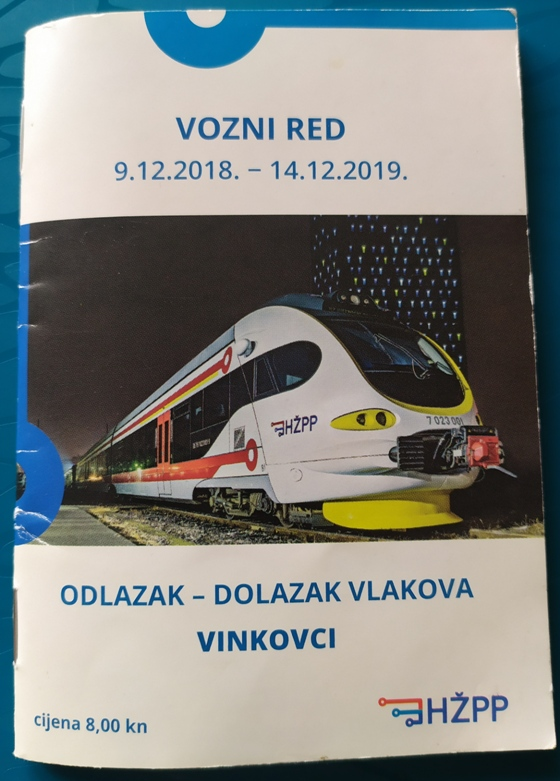 VOZNI RED
9.12.2018. – 14.12.2019.
HŽPP
7 023 001
ODLAZAK – DOLAZAK VLAKOVA
VINKOVCI
cijena 8,00 kn
HŽPP